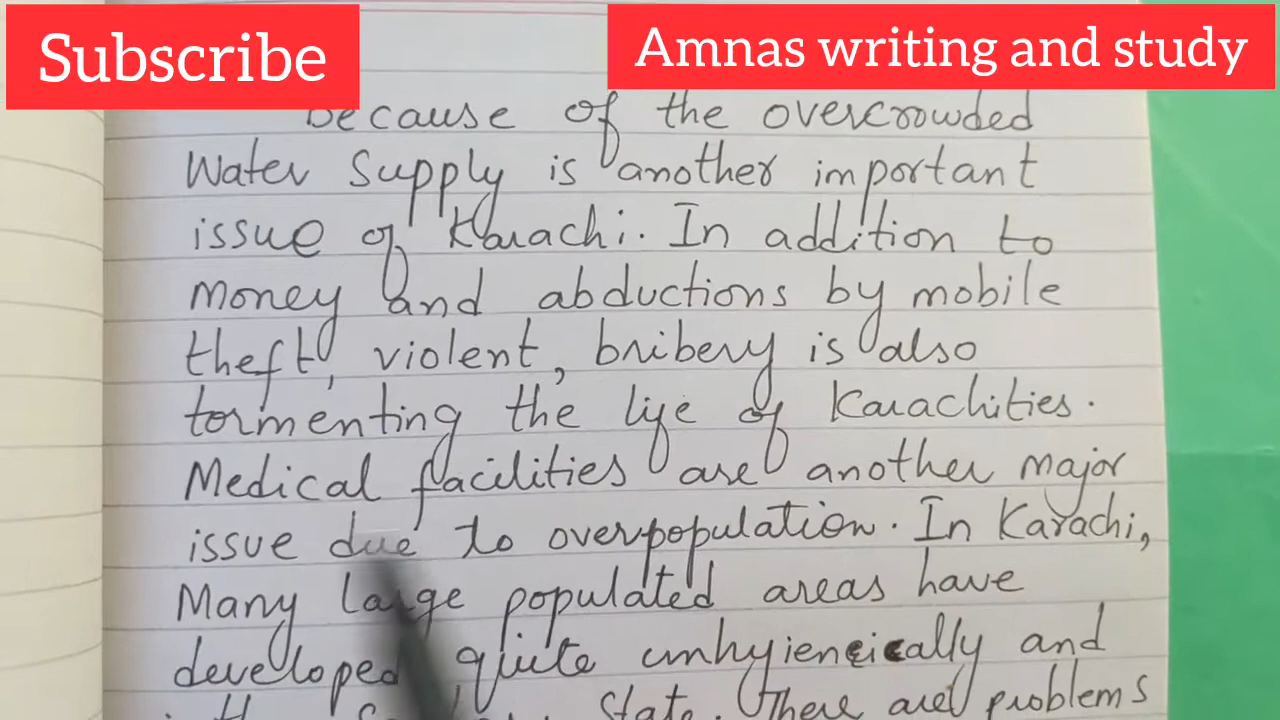 Subscribe
Amnas writing and study
because of the overcrowded
Water Supply is another important
issue of Karachi. In addition to
money and abductions by mobile
theft, violent, bribery is also
tormenting the life of Karachities.
Medical facilities are another major
issue due to overpopulation. In Karachi,
Many large populated areas have
developed quite unhyieneically and
State. There are problems